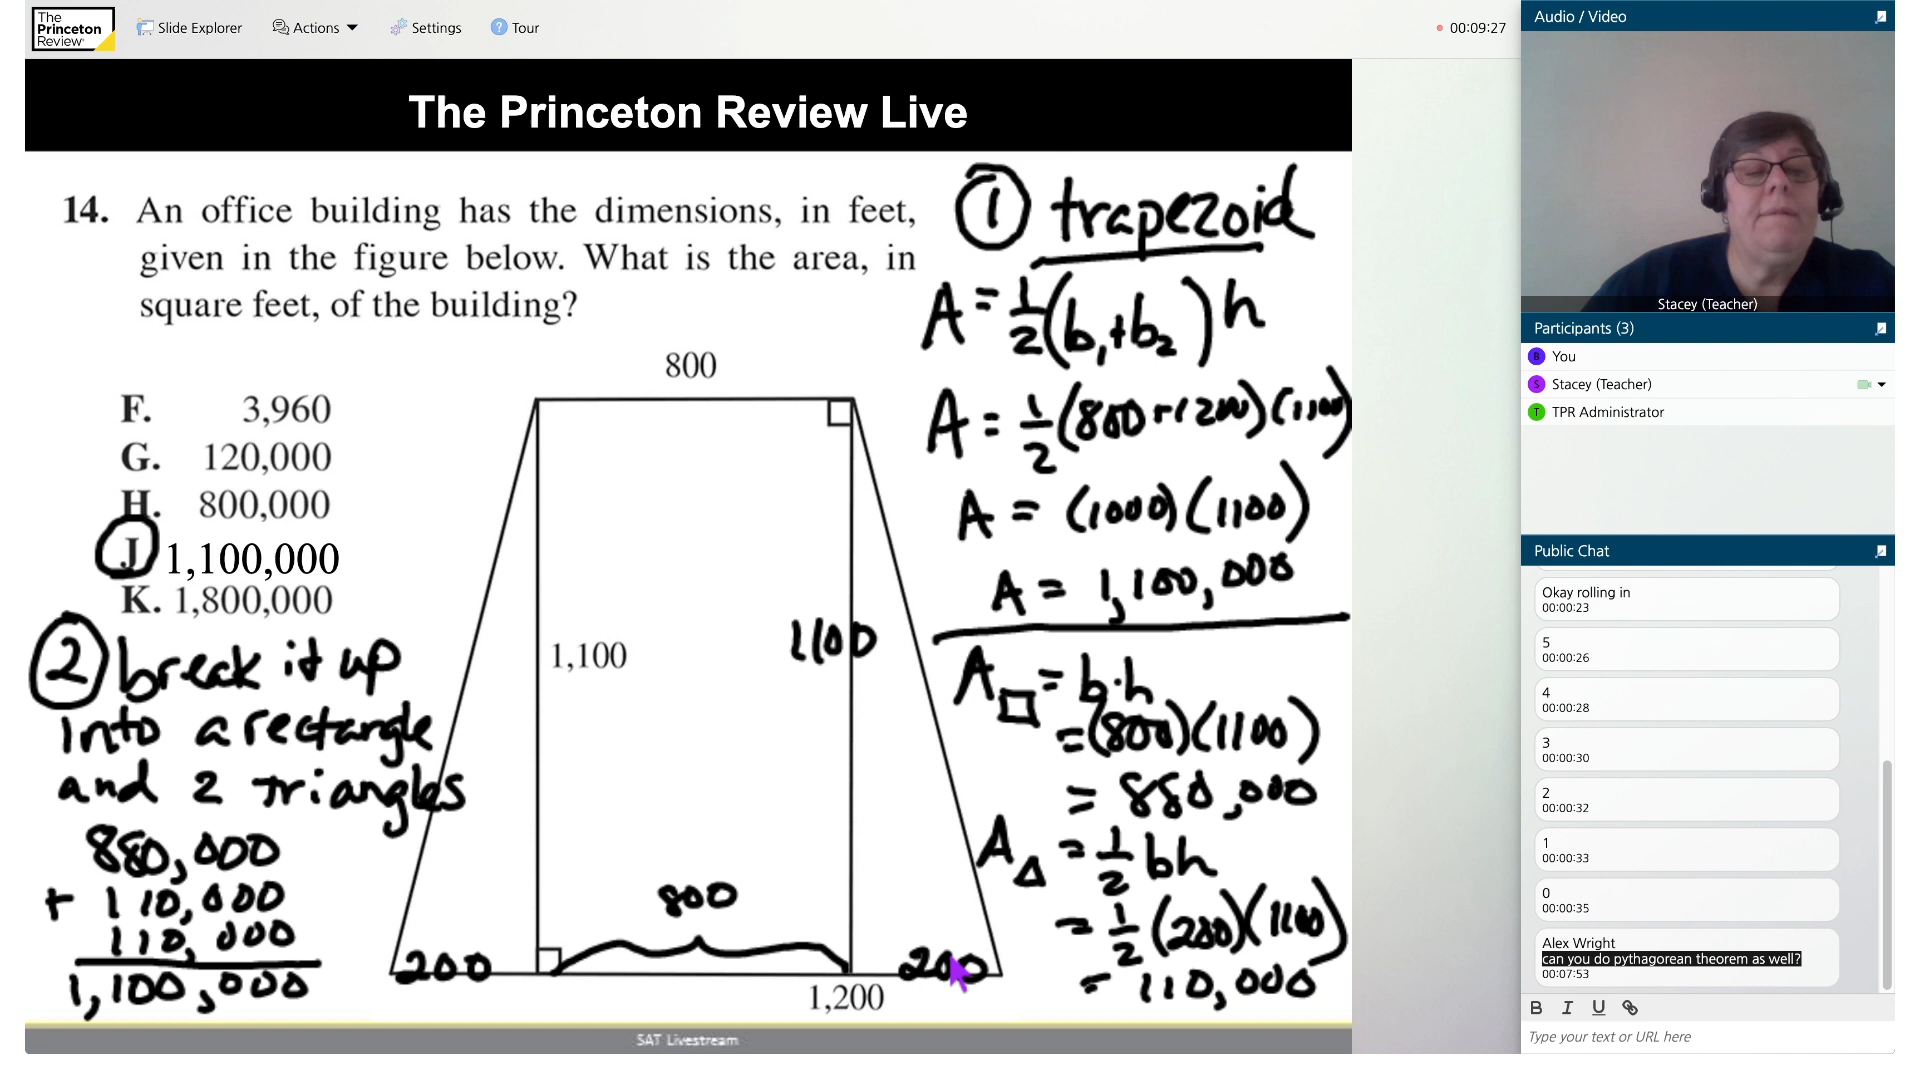 The
Princeton
Review
Slide Explorer
Actions
Settings
Tour
00:09:27
The Princeton Review Live
14. An office building has the dimensions, in feet,
given in the figure below. What is the area, in
square feet, of the building?
F. 3,960
G. 120,000
H. 800,000
J 1,100,000
K. 1,800,000
② break it up
into a rectangle
and 2 triangles
880,000
+ 110,000
110,000
1,100,000
800
1,100
1100
800
200
200
1,200
① trapezoid
A = 1/2 (b₁+b₂) h
A = 1/2 (800+1200)(1100)
A = (1000)(1100)
A = 1,100,000
A□ = b·h
= (800)(1100)
= 880,000
A△ = 1/2 bh
= 1/2 (200)(1100)
= 110,000
SAT Livestream
Audio / Video
Stacey (Teacher)
Participants (3)
B You
S Stacey (Teacher)
T TPR Administrator
Public Chat
Okay rolling in
00:00:23
5
00:00:26
4
00:00:28
3
00:00:30
2
00:00:32
1
00:00:33
0
00:00:35
Alex Wright
can you do pythagorean theorem as well?
00:07:53
B I U
Type your text or URL here